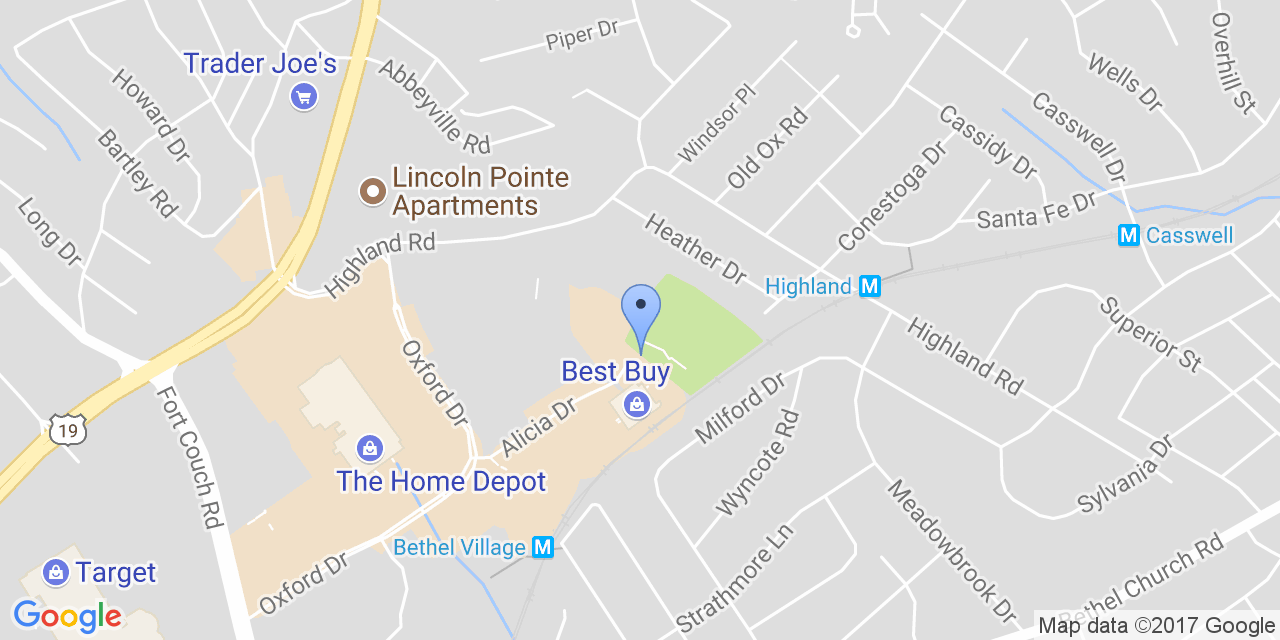 Piper Dr
Overhill St
Trader Joe's
Howard Dr
Abbeyville Rd
Wells Dr
Windsor Pl
Old Ox Rd
Cassidy Dr
Casswell Dr
Bartley Rd
Lincoln Pointe
Apartments
Conestoga Dr
Long Dr
Highland Rd
Heather Dr
Santa Fe Dr
M Casswell
Highland M
Superior St
Highland Rd
Oxford Dr
Best Buy
Alicia Dr
Milford Dr
19
Fort Couch Rd
The Home Depot
Wyncote Rd
Sylvania Dr
Bethel Village M
Meadowbrook Dr
Strathmore Ln
Bethel Church Rd
Target
Oxford Dr
Google
Map data ©2017 Google